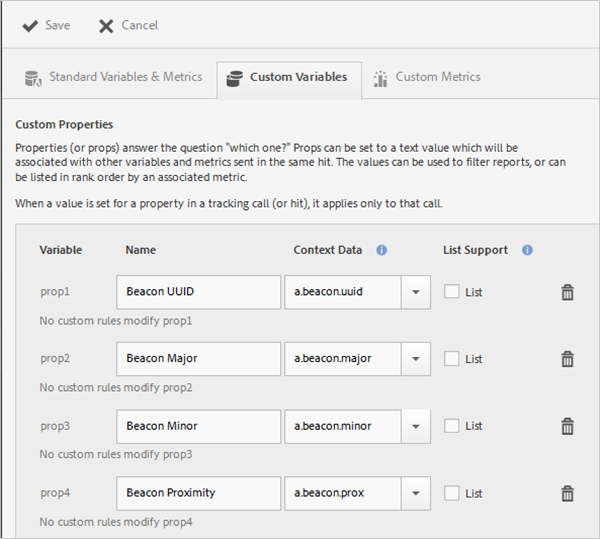 Save Cancel
Standard Variables & Metrics Custom Variables Custom Metrics
Custom Properties
Properties (or props) answer the question "which one?" Props can be set to a text value which will be
associated with other variables and metrics sent in the same hit. The values can be used to filter reports, or can
be listed in rank order by an associated metric.
When a value is set for a property in a tracking call (or hit), it applies only to that call.
Variable Name Context Data i List Support i
prop1 Beacon UUID a.beacon.uuid List
No custom rules modify prop1
prop2 Beacon Major a.beacon.major List
No custom rules modify prop2
prop3 Beacon Minor a.beacon.minor List
No custom rules modify prop3
prop4 Beacon Proximity a.beacon.prox List
No custom rules modify prop4